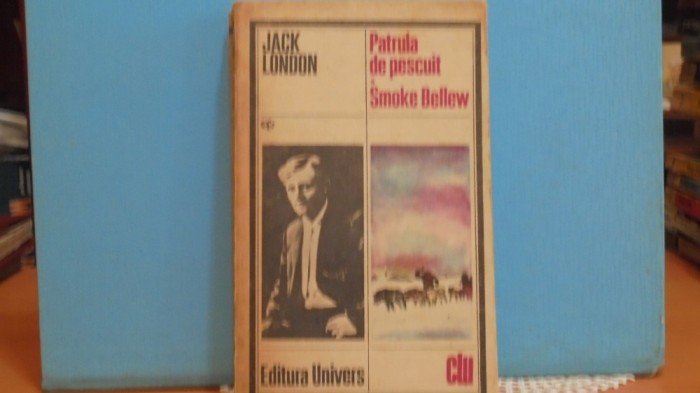 JACK
LONDON
Patrula
de pescuit
Smoke Bellew
Editura Univers
clu